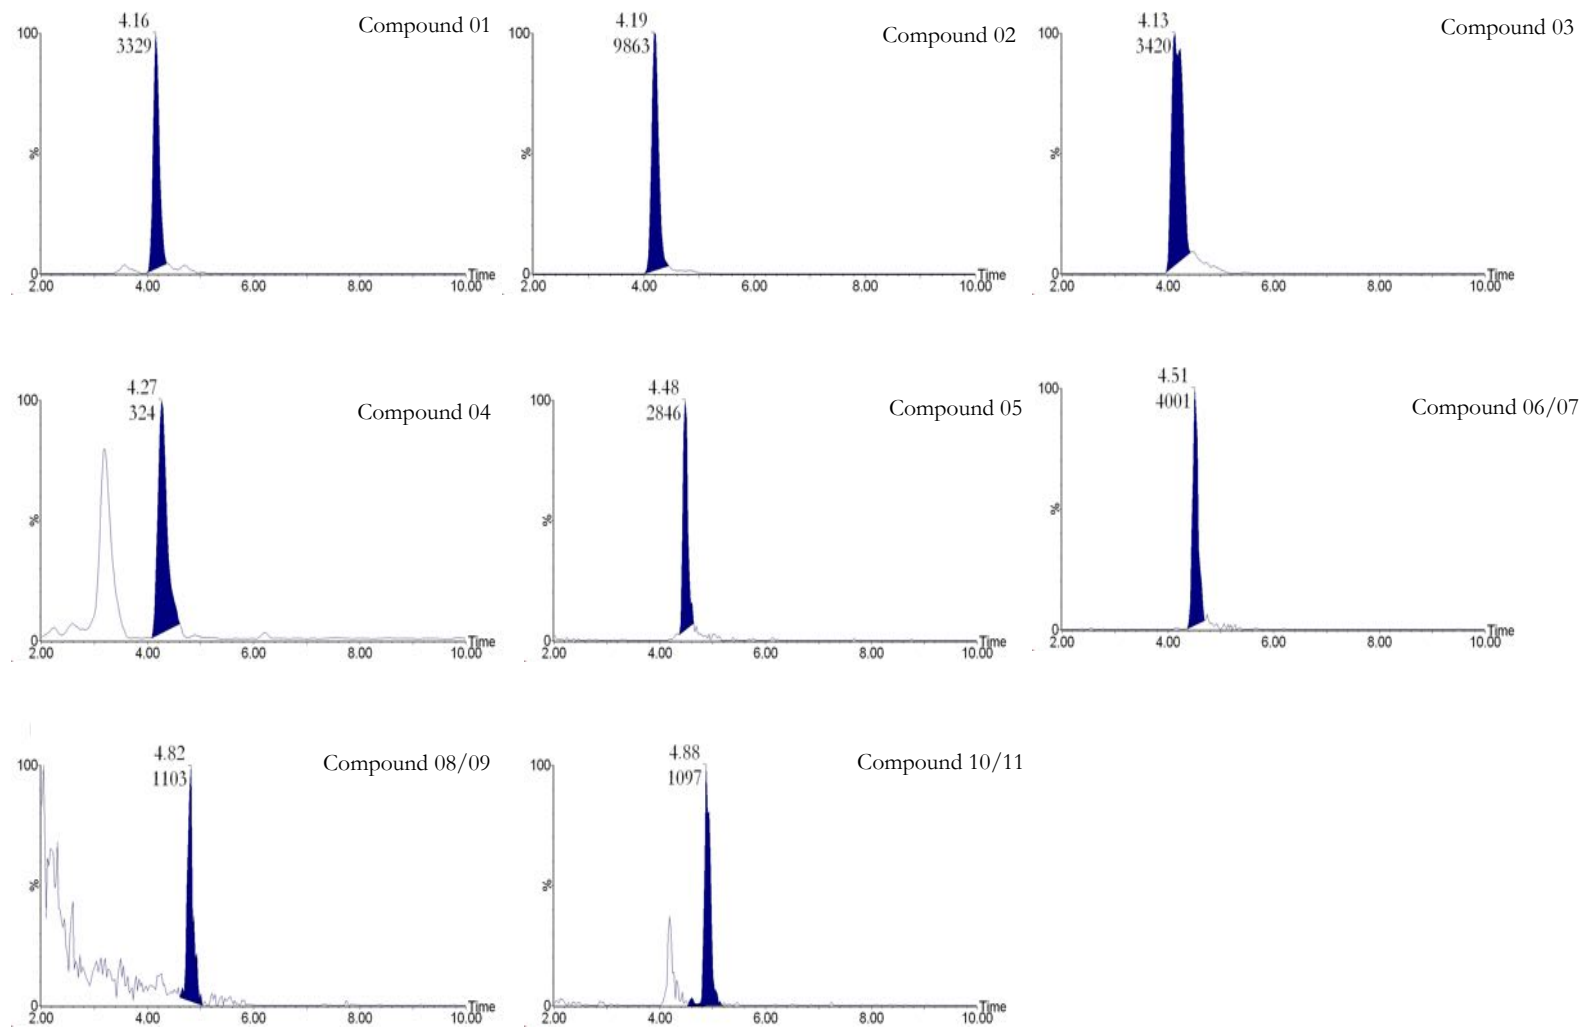 4.16
3329
Compound 01
100
%
0
2.00 4.00 6.00 8.00 10.00
Time
4.19
9863
Compound 02
100
%
0
2.00 4.00 6.00 8.00 10.00
Time
4.13
3420
Compound 03
100
%
0
2.00 4.00 6.00 8.00 10.00
Time
4.27
324
Compound 04
100
%
0
2.00 4.00 6.00 8.00 10.00
Time
4.48
2846
Compound 05
100
%
0
2.00 4.00 6.00 8.00 10.00
Time
4.51
4001
Compound 06/07
100
%
0
2.00 4.00 6.00 8.00 10.00
Time
4.82
1103
Compound 08/09
100
%
0
2.00 4.00 6.00 8.00 10.00
Time
4.88
1097
Compound 10/11
100
%
0
2.00 4.00 6.00 8.00 10.00
Time